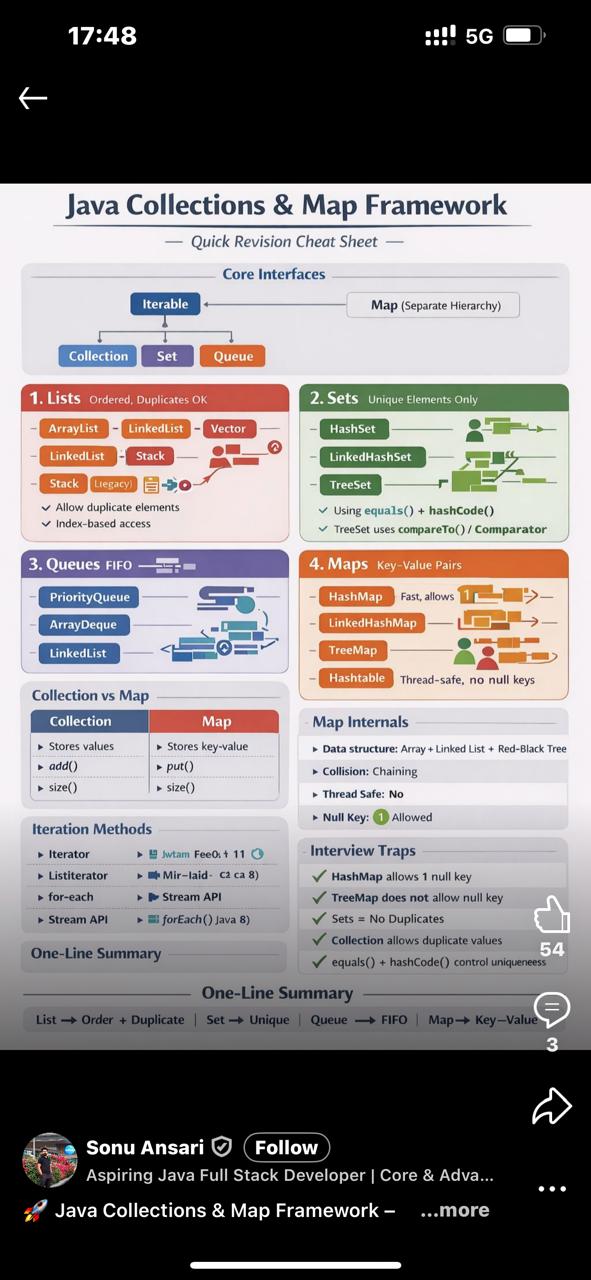 17:48
5G
Java Collections & Map Framework
— Quick Revision Cheat Sheet —
Core Interfaces
Iterable
Map (Separate Hierarchy)
Collection Set Queue
1. Lists Ordered, Duplicates OK
ArrayList - LinkedList - Vector
LinkedList - Stack
Stack (legacy)
✓ Allow duplicate elements
✓ Index-based access
2. Sets Unique Elements Only
HashSet
LinkedHashSet
TreeSet
✓ Using equals() + hashCode()
✓ TreeSet uses compareTo() / Comparator
3. Queues FIFO
PriorityQueue
ArrayDeque
LinkedList
4. Maps Key-Value Pairs
HashMap Fast, allows 1
LinkedHashMap
TreeMap
Hashtable Thread-safe, no null keys
Collection vs Map
Collection Map
▸ Stores values ▸ Stores key-value
▸ add() ▸ put()
▸ size() ▸ size()
Map Internals
▸ Data structure: Array + Linked List + Red-Black Tree
▸ Collision: Chaining
▸ Thread Safe: No
▸ Null Key: 1 Allowed
Iteration Methods
▸ Iterator ▸ 11
▸ Listiterator ▸ Mir-laid- ca 8)
▸ for-each ▸ Stream API
▸ Stream API ▸ forEach() Java 8)
Interview Traps
✓ HashMap allows 1 null key
✓ TreeMap does not allow null key
✓ Sets = No Duplicates
✓ Collection allows duplicate values
✓ equals() + hashCode() control uniqueness
One-Line Summary
One-Line Summary
List → Order + Duplicate | Set → Unique | Queue → FIFO | Map → Key–Value
54
3
Sonu Ansari Follow
Aspiring Java Full Stack Developer | Core & Adva...
🚀 Java Collections & Map Framework – ...more